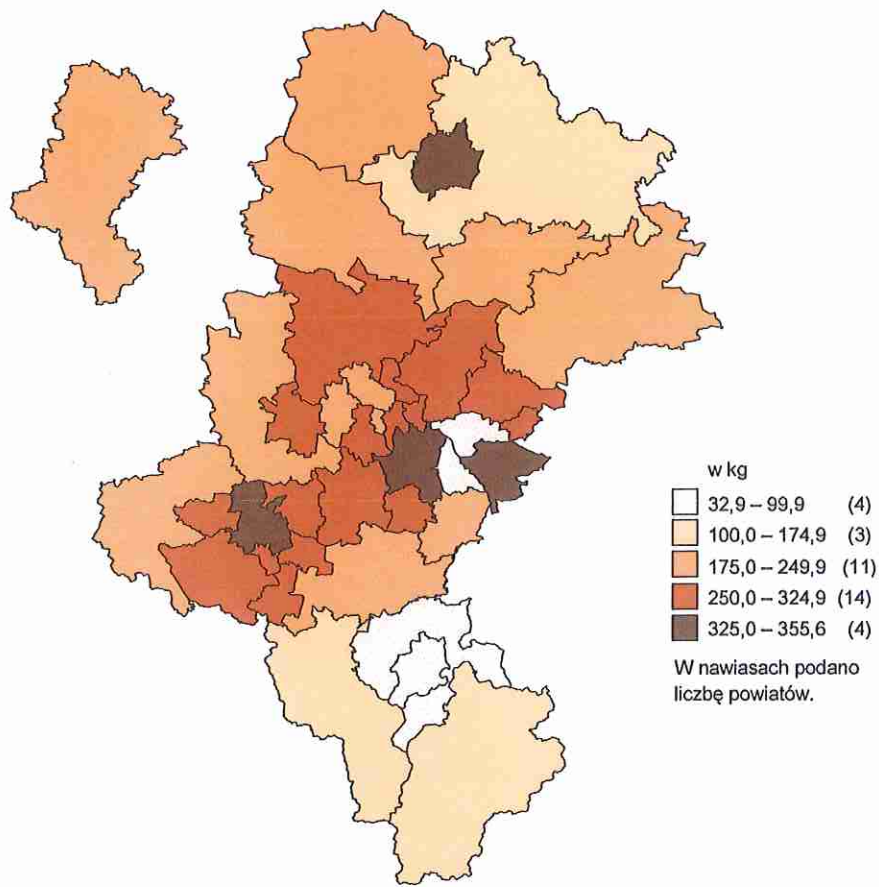 w kg
32,9 – 99,9 (4)
100,0 – 174,9 (3)
175,0 – 249,9 (11)
250,0 – 324,9 (14)
325,0 – 355,6 (4)
W nawiasach podano
liczbę powiatów.